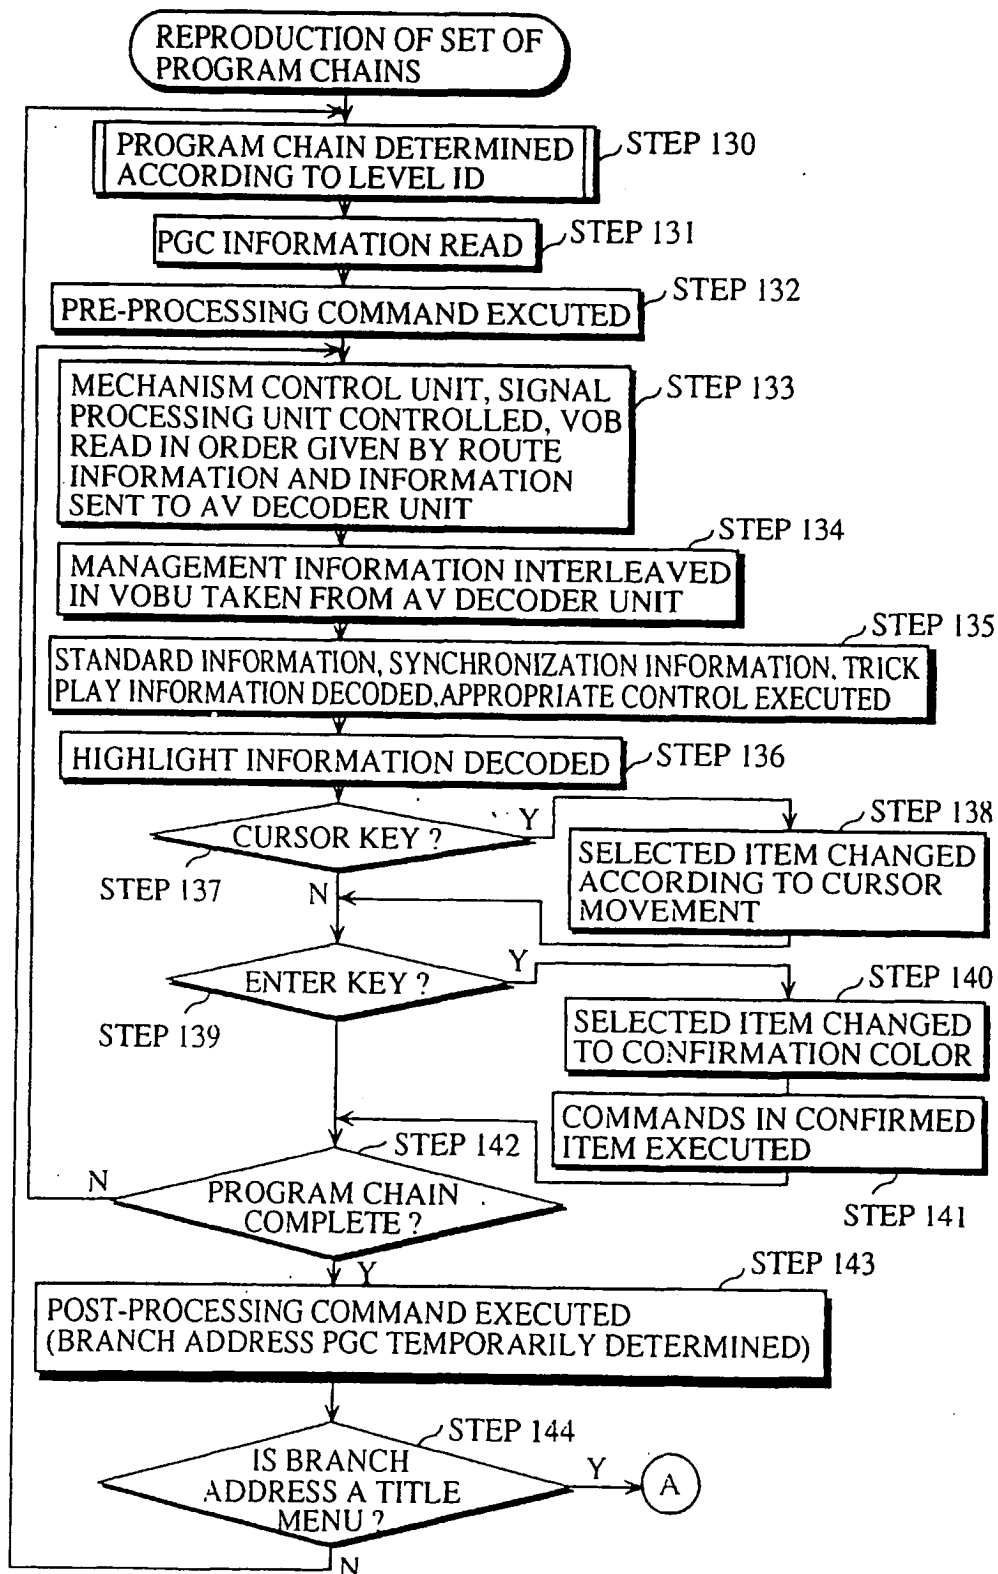 REPRODUCTION OF SET OF
PROGRAM CHAINS
PROGRAM CHAIN DETERMINED
ACCORDING TO LEVEL ID
STEP 130
PGC INFORMATION READ
STEP 131
PRE-PROCESSING COMMAND EXCUTED
STEP 132
MECHANISM CONTROL UNIT, SIGNAL
PROCESSING UNIT CONTROLLED, VOB
READ IN ORDER GIVEN BY ROUTE
INFORMATION AND INFORMATION
SENT TO AV DECODER UNIT
STEP 133
MANAGEMENT INFORMATION INTERLEAVED
IN VOBU TAKEN FROM AV DECODER UNIT
STEP 134
STANDARD INFORMATION, SYNCHRONIZATION INFORMATION, TRICK
PLAY INFORMATION DECODED, APPROPRIATE CONTROL EXECUTED
STEP 135
HIGHLIGHT INFORMATION DECODED
STEP 136
CURSOR KEY ?
Y
STEP 137
N
STEP 138
SELECTED ITEM CHANGED
ACCORDING TO CURSOR
MOVEMENT
ENTER KEY ?
Y
STEP 139
STEP 140
SELECTED ITEM CHANGED
TO CONFIRMATION COLOR
COMMANDS IN CONFIRMED
ITEM EXECUTED
STEP 141
STEP 142
PROGRAM CHAIN
COMPLETE ?
N
Y
STEP 143
POST-PROCESSING COMMAND EXECUTED
(BRANCH ADDRESS PGC TEMPORARILY DETERMINED)
STEP 144
IS BRANCH
ADDRESS A TITLE
MENU ?
Y
A
N